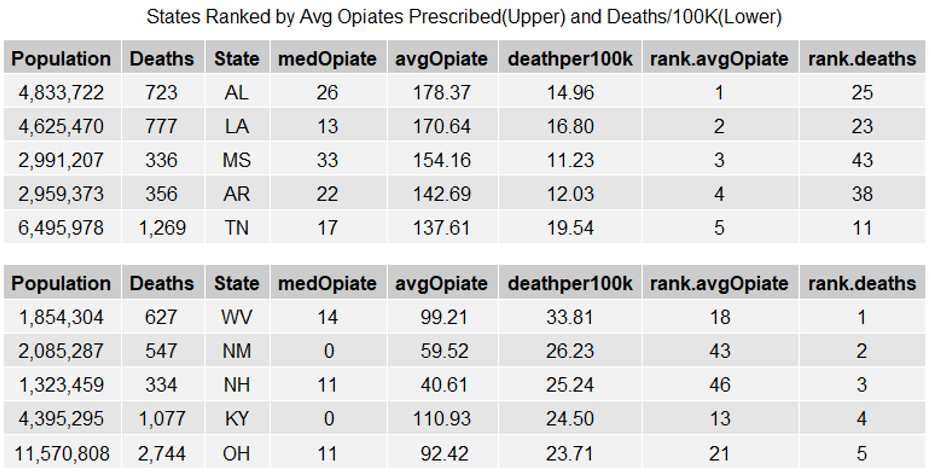 States Ranked by Avg Opiates Prescribed(Upper) and Deaths/100K(Lower)
Population Deaths State medOpiate avgOpiate deathper100k rank.avgOpiate rank.deaths
4,833,722 723 AL 26 178.37 14.96 1 25
4,625,470 777 LA 13 170.64 16.80 2 23
2,991,207 336 MS 33 154.16 11.23 3 43
2,959,373 356 AR 22 142.69 12.03 4 38
6,495,978 1,269 TN 17 137.61 19.54 5 11
Population Deaths State medOpiate avgOpiate deathper100k rank.avgOpiate rank.deaths
1,854,304 627 WV 14 99.21 33.81 18 1
2,085,287 547 NM 0 59.52 26.23 43 2
1,323,459 334 NH 11 40.61 25.24 46 3
4,395,295 1,077 KY 0 110.93 24.50 13 4
11,570,808 2,744 OH 11 92.42 23.71 21 5